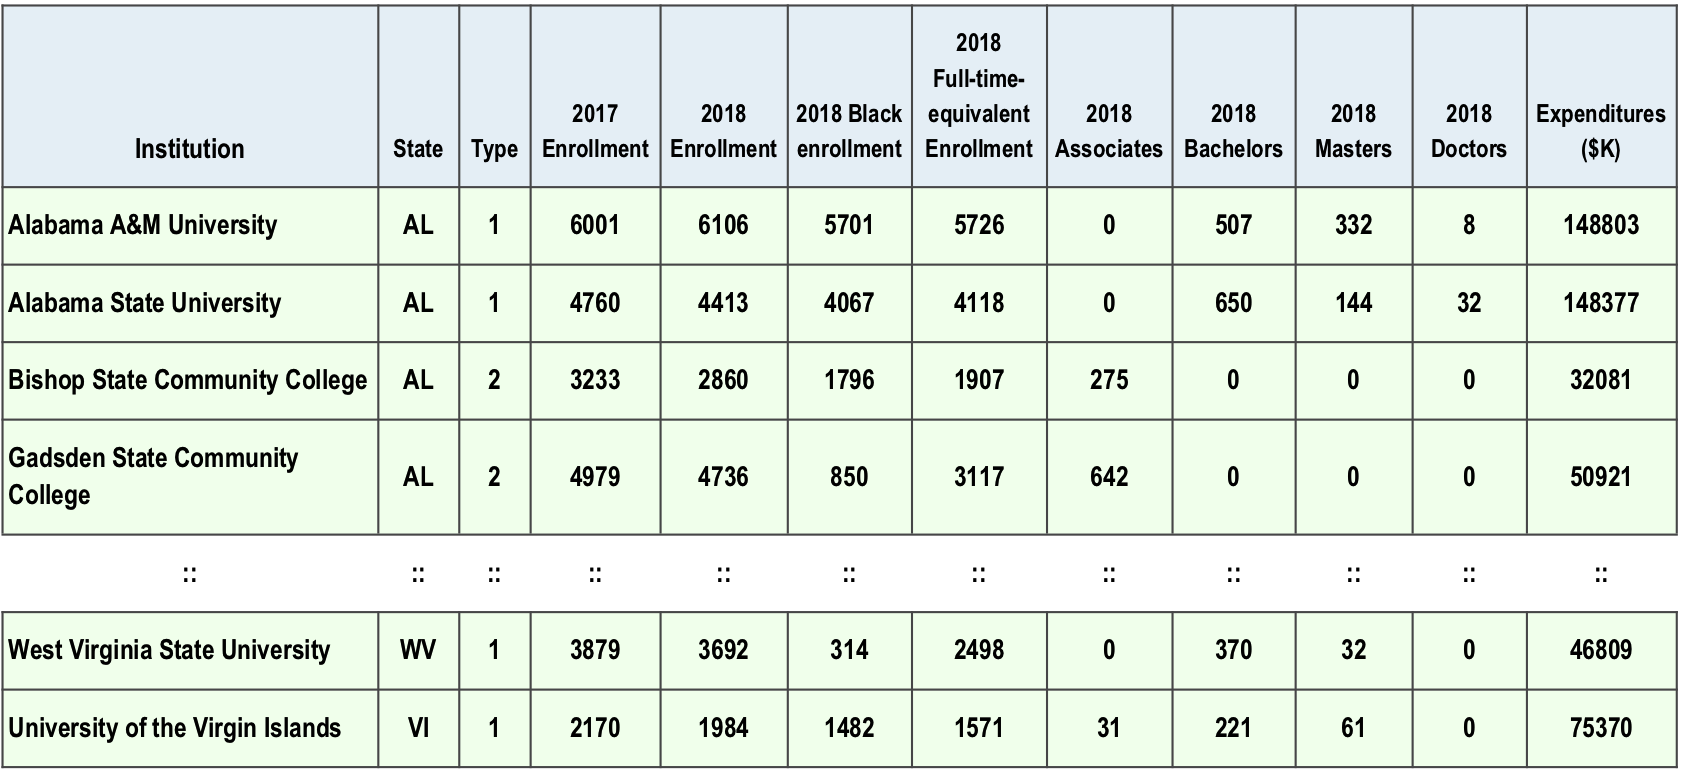 Institution State Type 2017 Enrollment 2018 Enrollment 2018 Black enrollment 2018 Full-time-equivalent Enrollment 2018 Associates 2018 Bachelors 2018 Masters 2018 Doctors Expenditures ($K)
Alabama A&M University AL 1 6001 6106 5701 5726 0 507 332 8 148803
Alabama State University AL 1 4760 4413 4067 4118 0 650 144 32 148377
Bishop State Community College AL 2 3233 2860 1796 1907 275 0 0 0 32081
Gadsden State Community College AL 2 4979 4736 850 3117 642 0 0 0 50921
:: :: :: :: :: :: :: :: :: :: :: ::
West Virginia State University WV 1 3879 3692 314 2498 0 370 32 0 46809
University of the Virgin Islands VI 1 2170 1984 1482 1571 31 221 61 0 75370